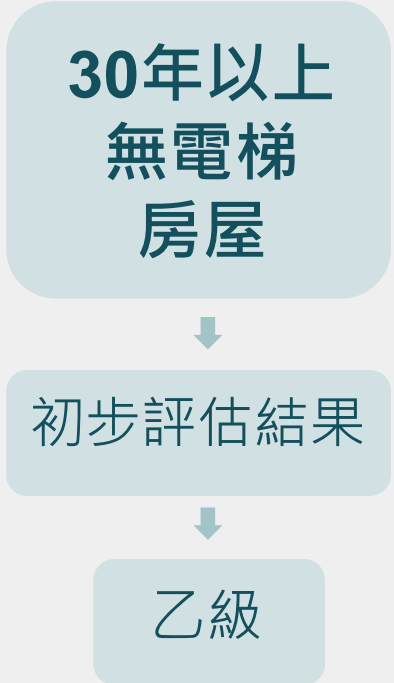 30年以上
無電梯
房屋
初步評估結果
乙級